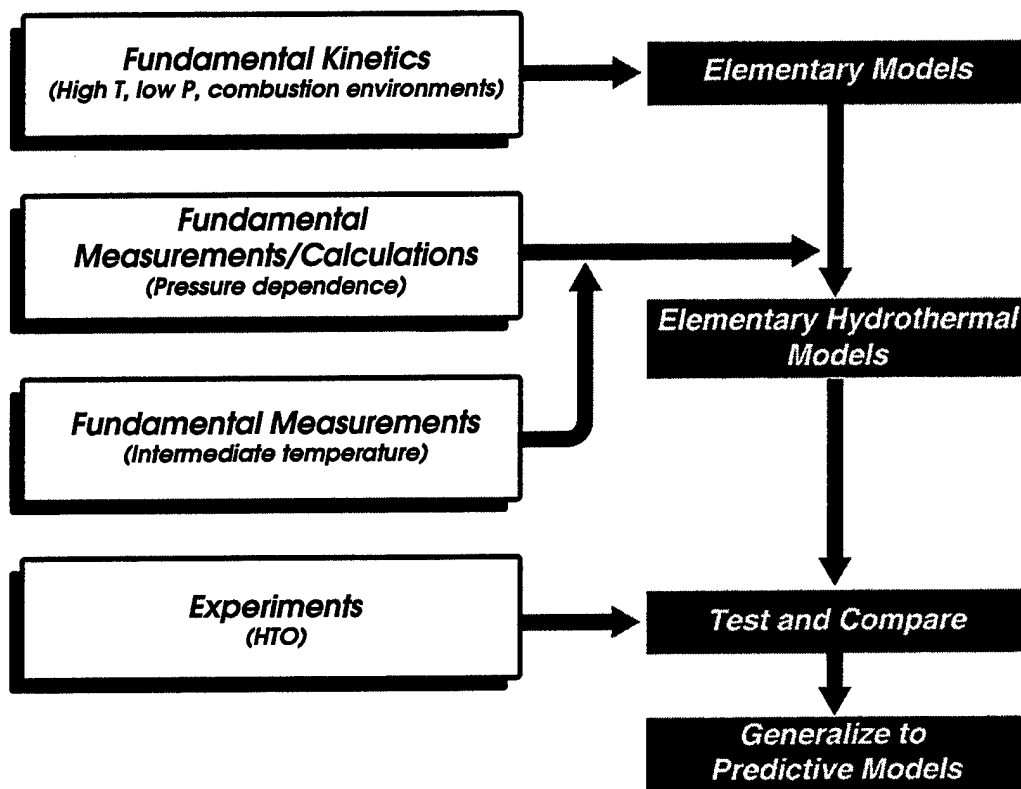 Fundamental Kinetics
(High T, low P, combustion environments)
Elementary Models
Fundamental
Measurements/Calculations
(Pressure dependence)
Elementary Hydrothermal
Models
Fundamental Measurements
(Intermediate temperature)
Experiments
(HTO)
Test and Compare
Generalize to
Predictive Models